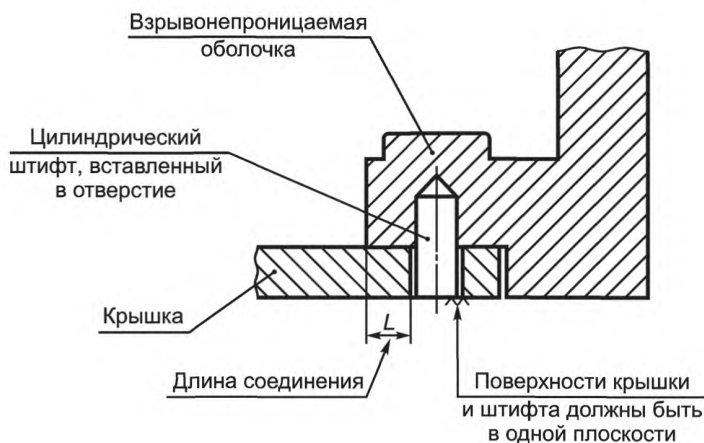 Взрывонепроницаемая
оболочка
Цилиндрический
штифт, вставленный
в отверстие
Крышка
L
Длина соединения
Поверхности крышки
и штифта должны быть
в одной плоскости